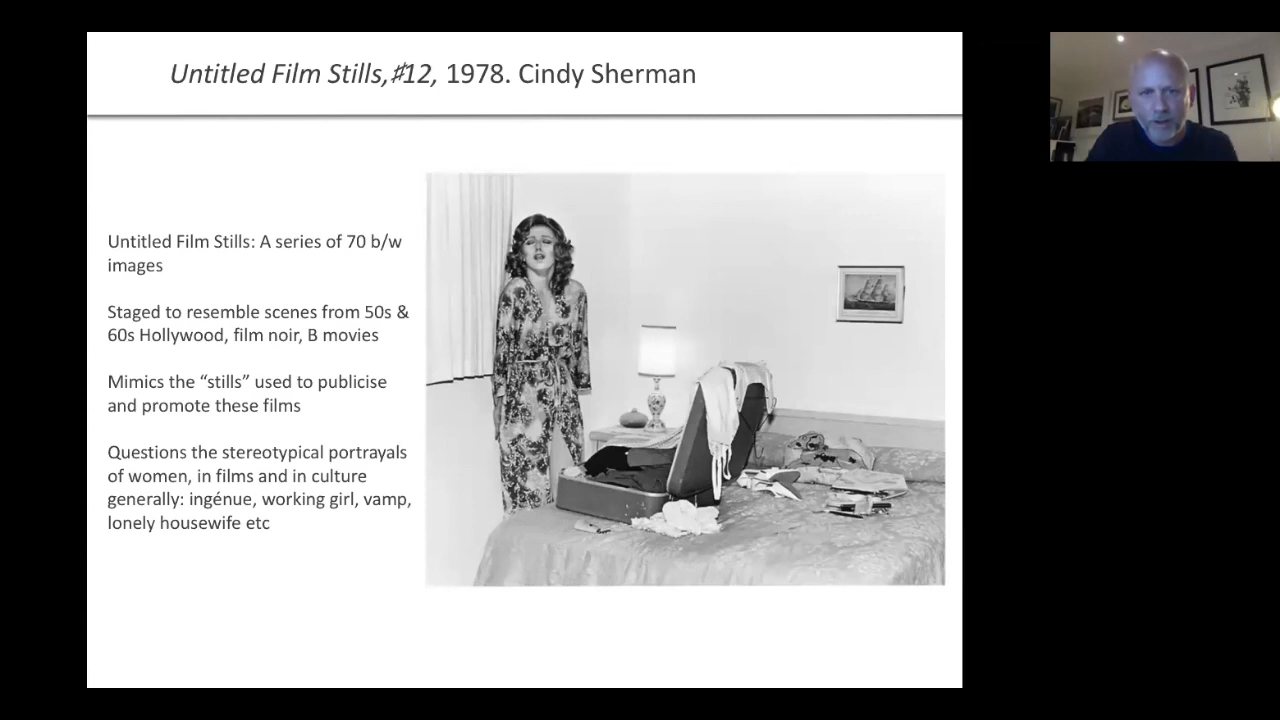 Untitled Film Stills,♯12, 1978. Cindy Sherman
Untitled Film Stills: A series of 70 b/w
images
Staged to resemble scenes from 50s &
60s Hollywood, film noir, B movies
Mimics the “stills” used to publicise
and promote these films
Questions the stereotypical portrayals
of women, in films and in culture
generally: ingénue, working girl, vamp,
lonely housewife etc